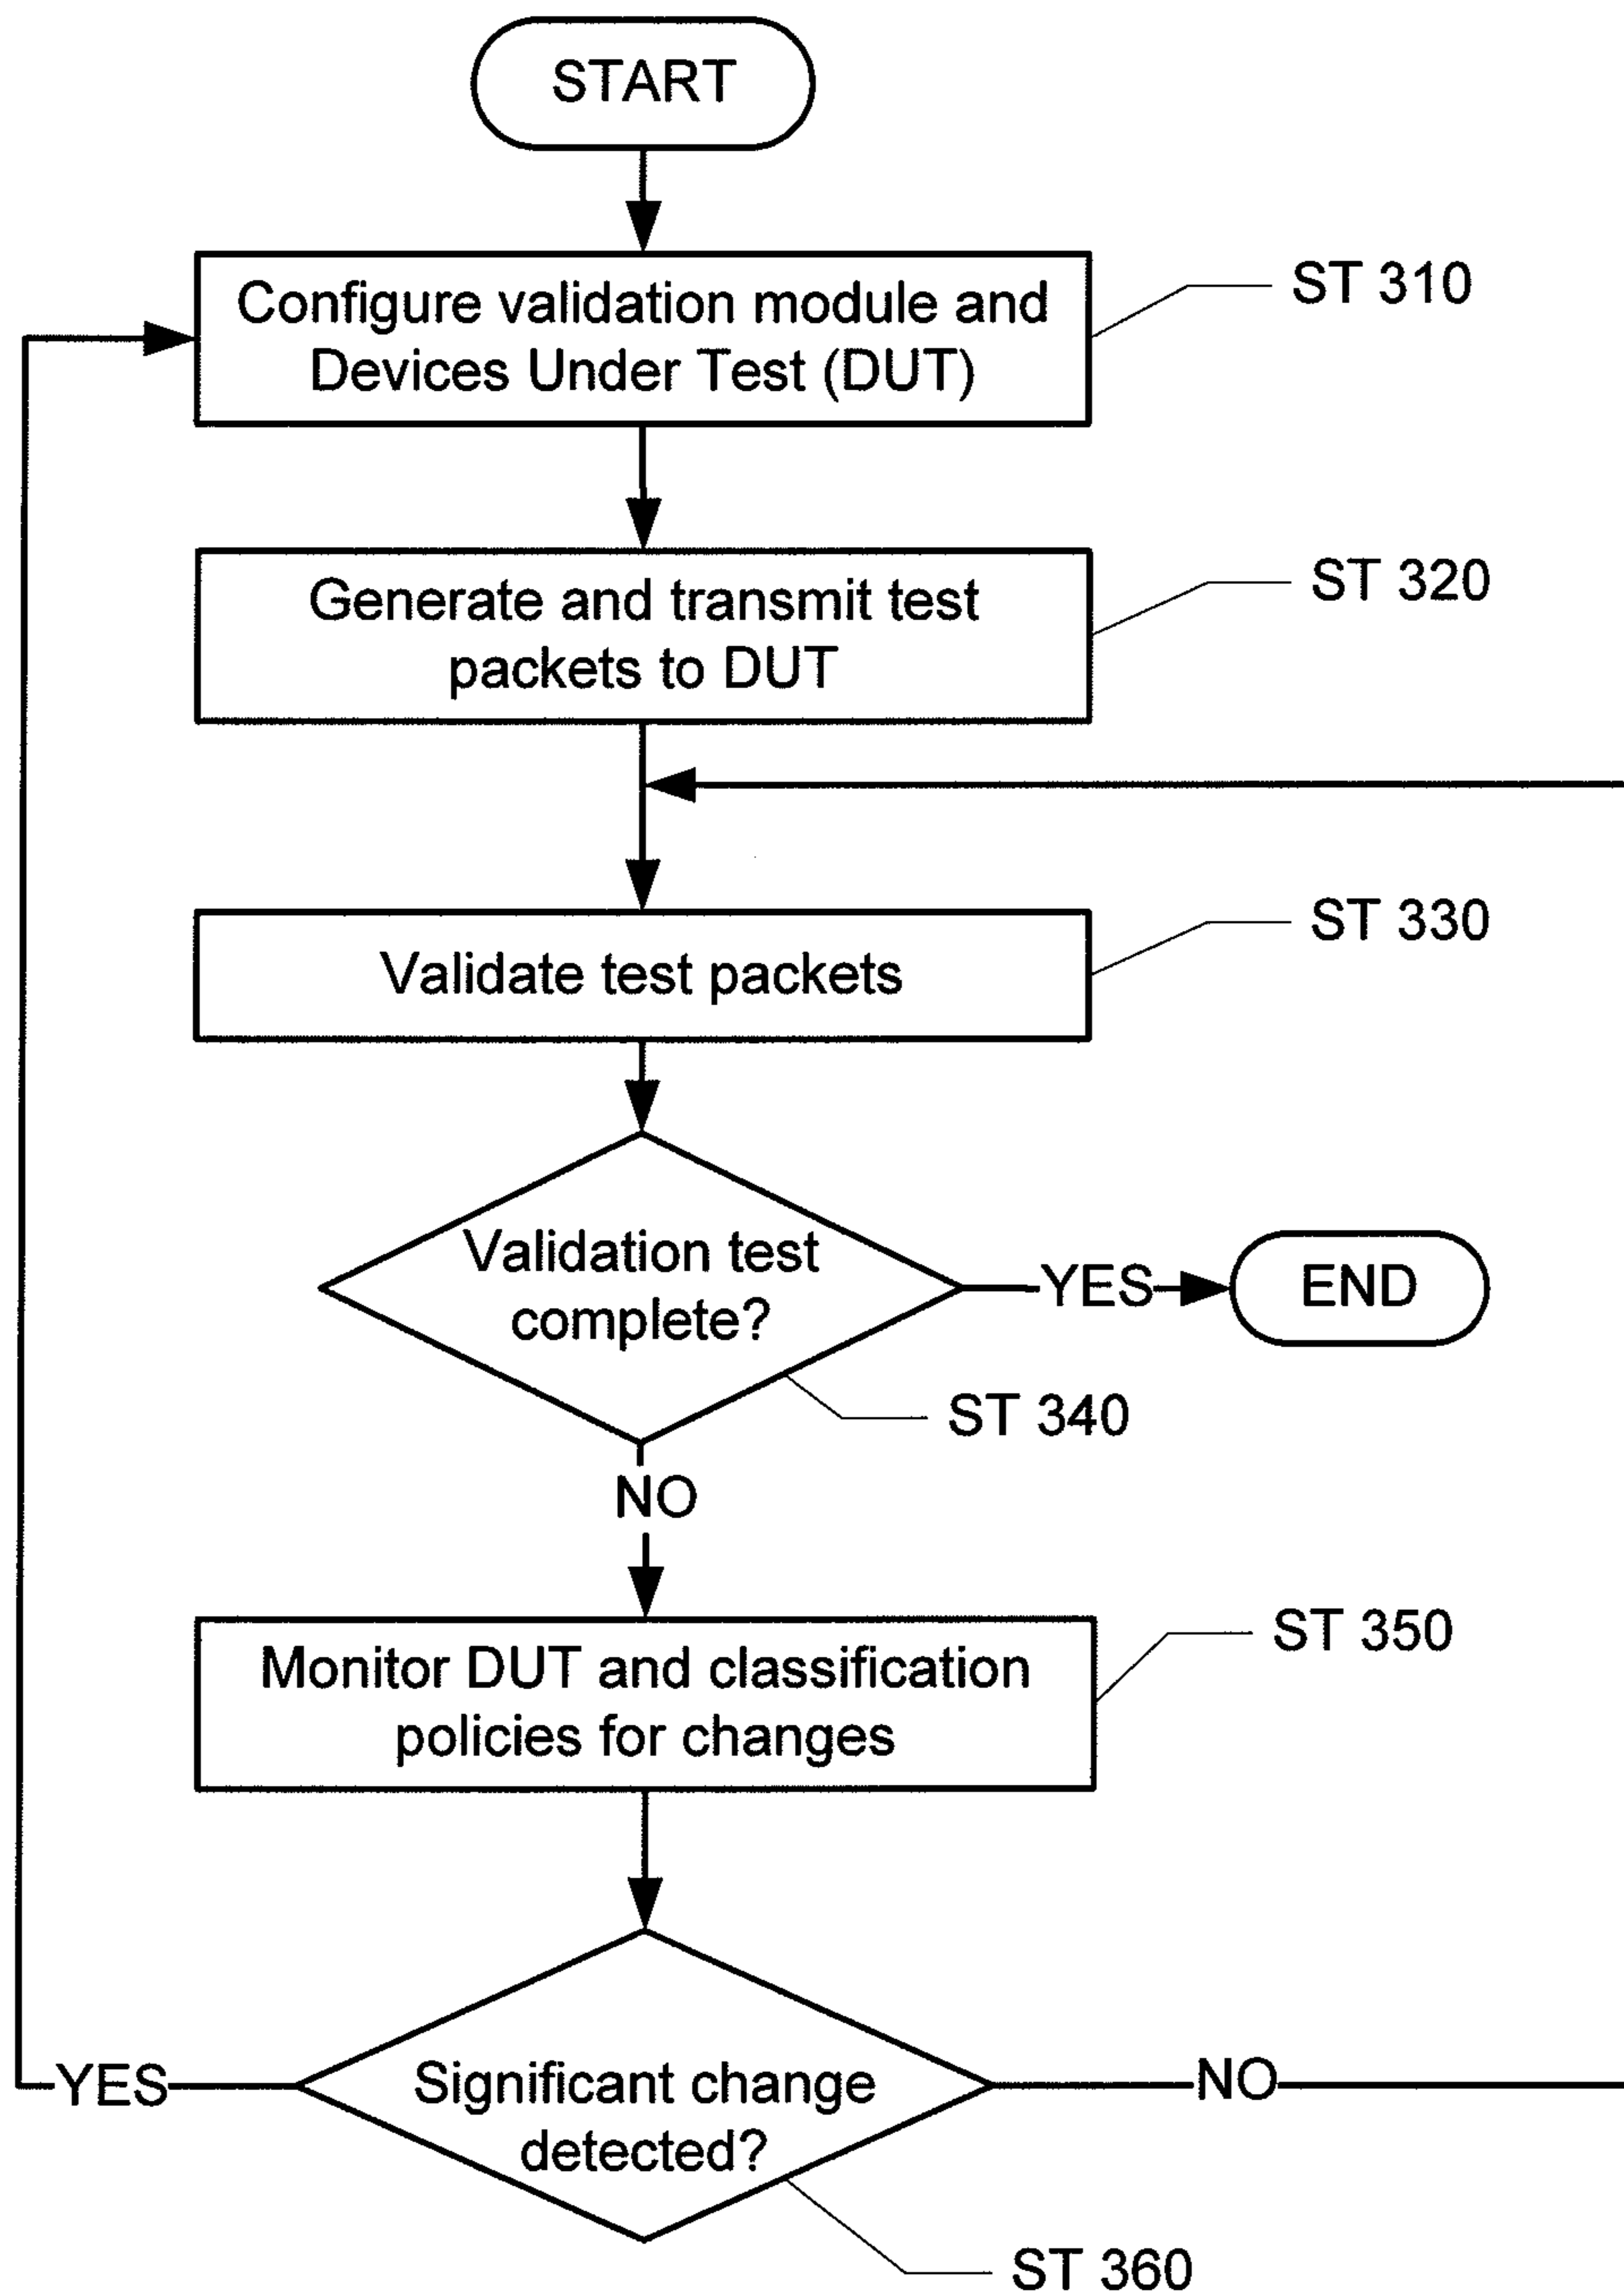 START
Configure validation module and
Devices Under Test (DUT)
ST 310
Generate and transmit test
packets to DUT
ST 320
Validate test packets
ST 330
Validation test
complete?
YES
END
ST 340
NO
Monitor DUT and classification
policies for changes
ST 350
YES
Significant change
detected?
NO
ST 360